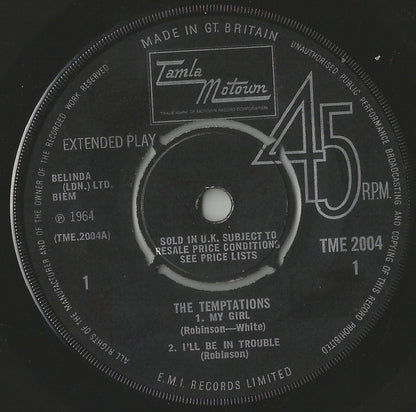 MADE IN GT. BRITAIN
UNAUTHORISED PUBLIC PERFORMANCE BROADCASTING AND COPYING OF THIS RECORD PROHIBITED
ALL RIGHTS OF THE MANUFACTURER AND OF THE OWNER OF THE RECORDED WORK RESERVED
Tamla
Motown
TRADE MARK OF MOTOWN RECORD CORPORATION
EXTENDED PLAY
45
R.P.M.
BELINDA
(LDN.) LTD.
BIEM
℗ 1964
(TME.2004A)
1
SOLD IN U.K. SUBJECT TO
RESALE PRICE CONDITIONS,
SEE PRICE LISTS
TME 2004
1
THE TEMPTATIONS
1. MY GIRL
(Robinson—White)
2. I'LL BE IN TROUBLE
(Robinson)
E.M.I. RECORDS LIMITED